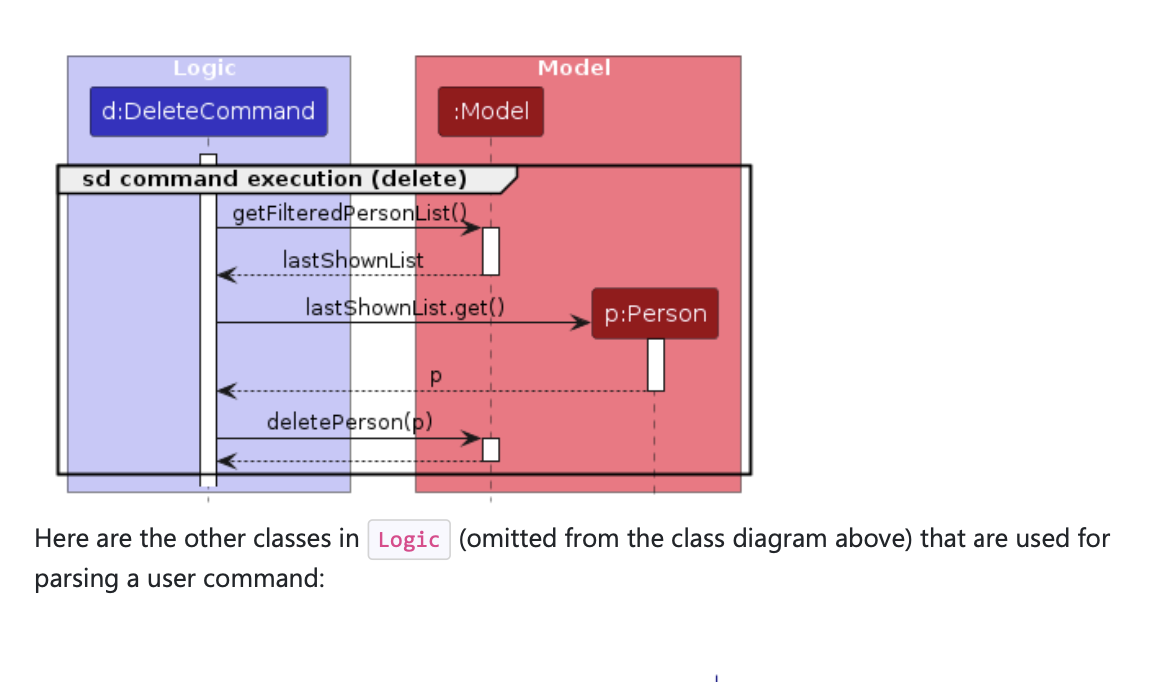 Logic
Model
d:DeleteCommand
:Model
sd command execution (delete)
getFilteredPersonList()
lastShownList
lastShownList.get()
p:Person
p
deletePerson(p)
Here are the other classes in Logic (omitted from the class diagram above) that are used for
parsing a user command: